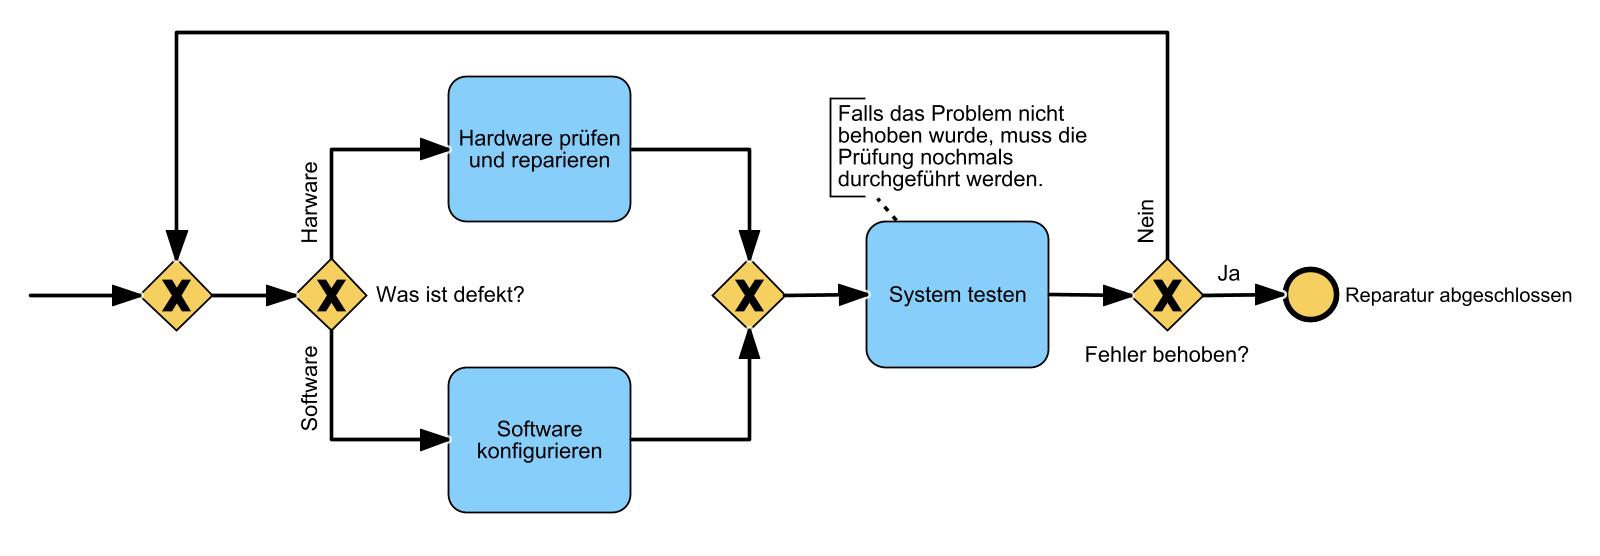 Harware
Was ist defekt?
Software
Hardware prüfen
und reparieren
Software
konfigurieren
Falls das Problem nicht
behoben wurde, muss die
Prüfung nochmals
durchgeführt werden.
System testen
Nein
Fehler behoben?
Ja
Reparatur abgeschlossen